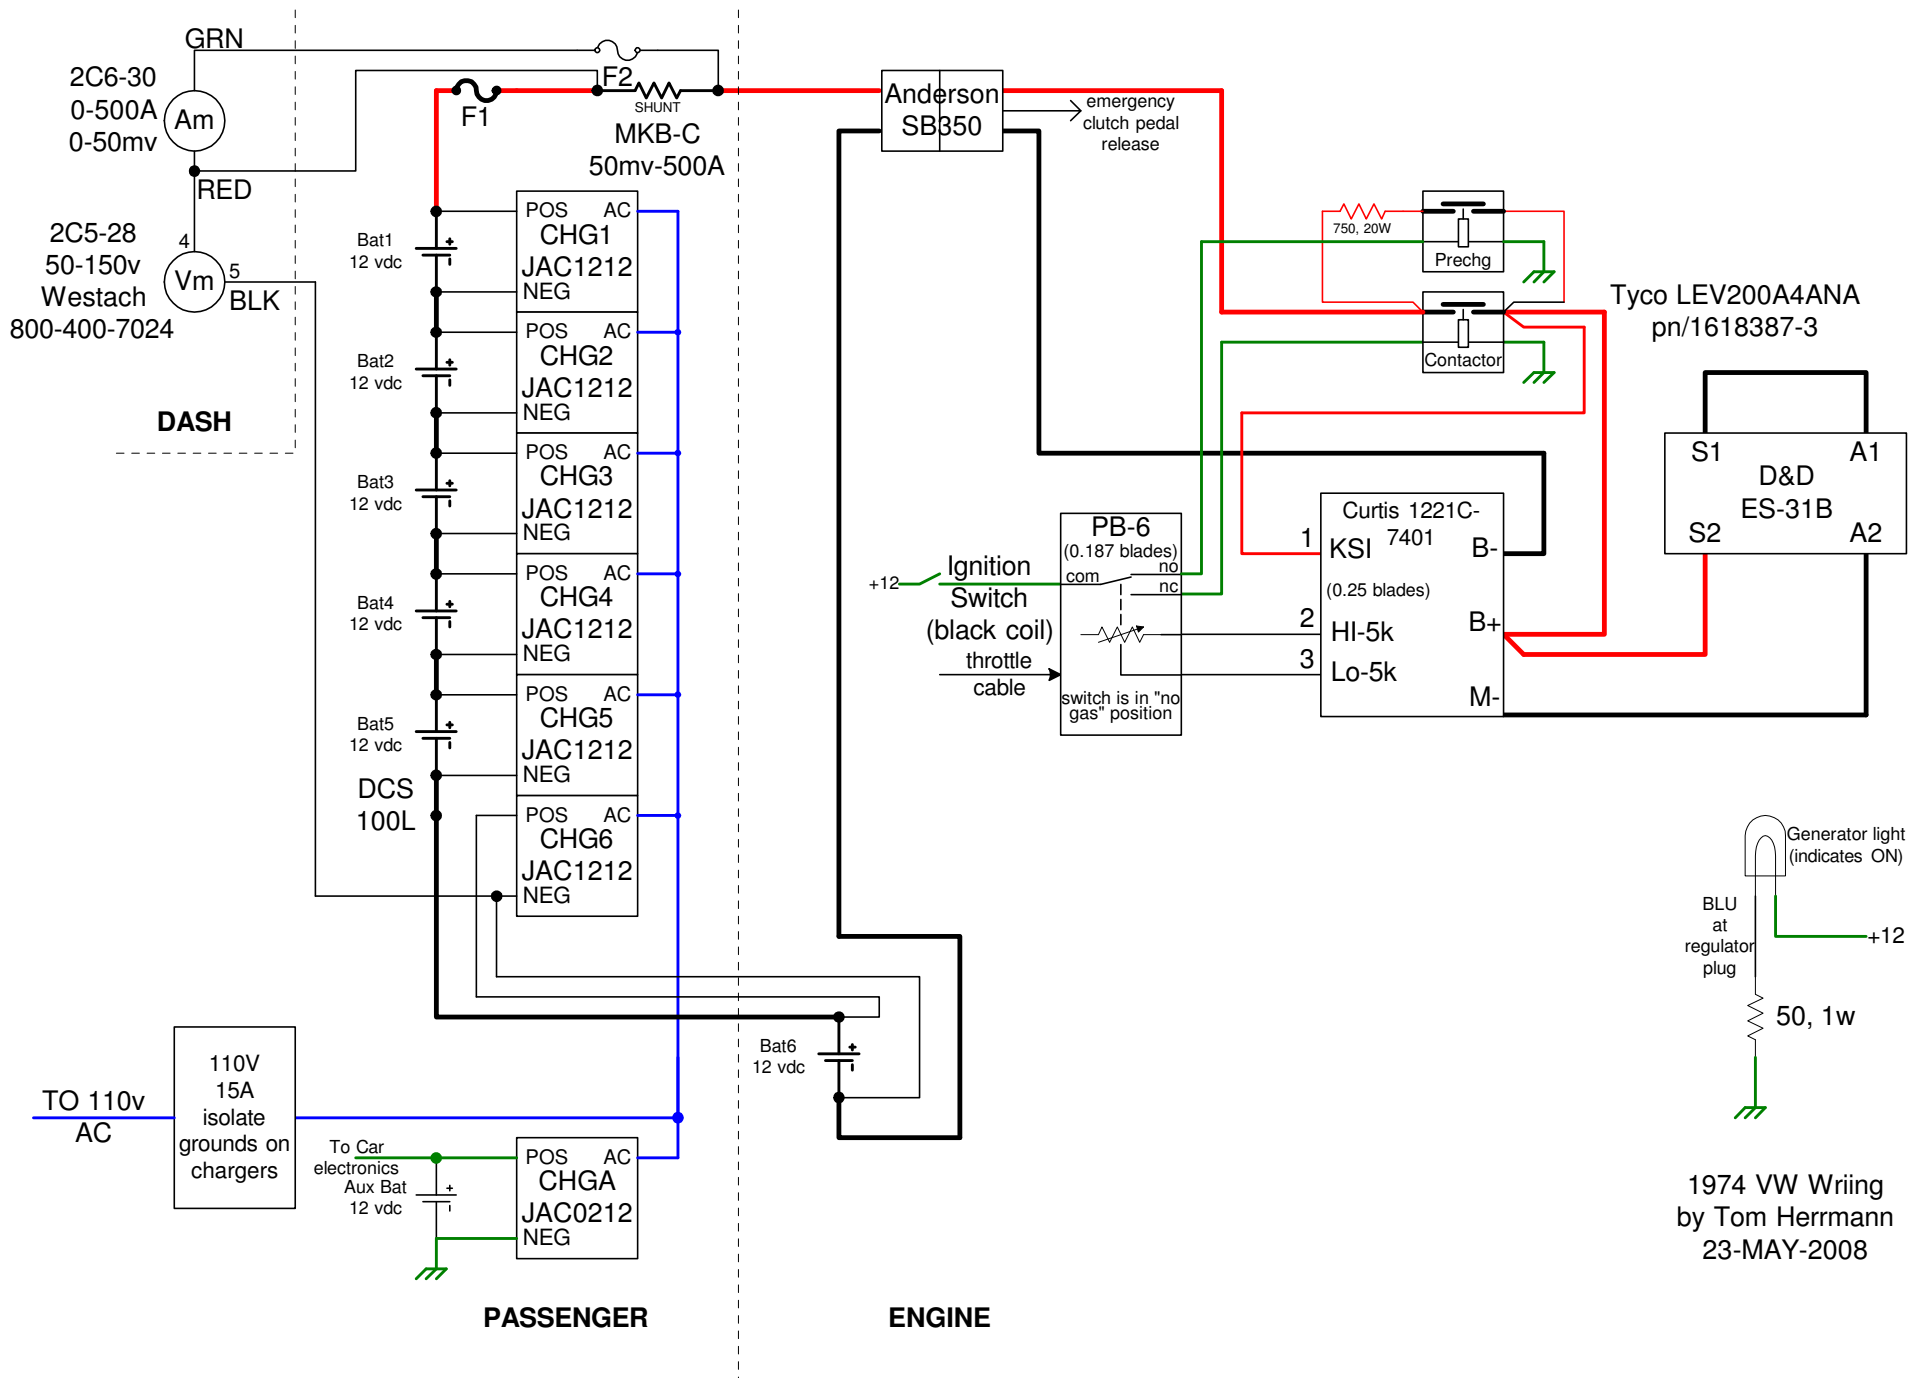 GRN
2C6-30
0-500A
0-50mv
Am
RED
2C5-28
50-150v
Westach
800-400-7024
4
Vm
5
BLK
DASH
F1
F2
SHUNT
MKB-C
50mv-500A
Bat1
12 vdc
+
-
POS AC
CHG1
JAC1212
NEG
Bat2
12 vdc
+
-
POS AC
CHG2
JAC1212
NEG
Bat3
12 vdc
+
-
POS AC
CHG3
JAC1212
NEG
Bat4
12 vdc
+
-
POS AC
CHG4
JAC1212
NEG
Bat5
12 vdc
+
-
POS AC
CHG5
JAC1212
NEG
DCS
100L
POS AC
CHG6
JAC1212
NEG
Bat6
12 vdc
+
-
TO 110v
AC
110V
15A
isolate
grounds on
chargers
To Car
electronics
Aux Bat
12 vdc
+
-
POS AC
CHGA
JAC0212
NEG
PASSENGER
ENGINE
Anderson
SB350
emergency
clutch pedal
release
750, 20W
Prechg
Contactor
Tyco LEV200A4ANA
pn/1618387-3
S1 A1
D&D
ES-31B
S2 A2
Curtis 1221C-
7401
1
KSI
B-
(0.25 blades)
2
HI-5k
B+
3
Lo-5k
M-
PB-6
(0.187 blades)
com
no
nc
switch is in "no
gas" position
+12
Ignition
Switch
(black coil)
throttle
cable
Generator light
(indicates ON)
BLU
at
regulator
plug
+12
50, 1w
1974 VW Wriing
by Tom Herrmann
23-MAY-2008